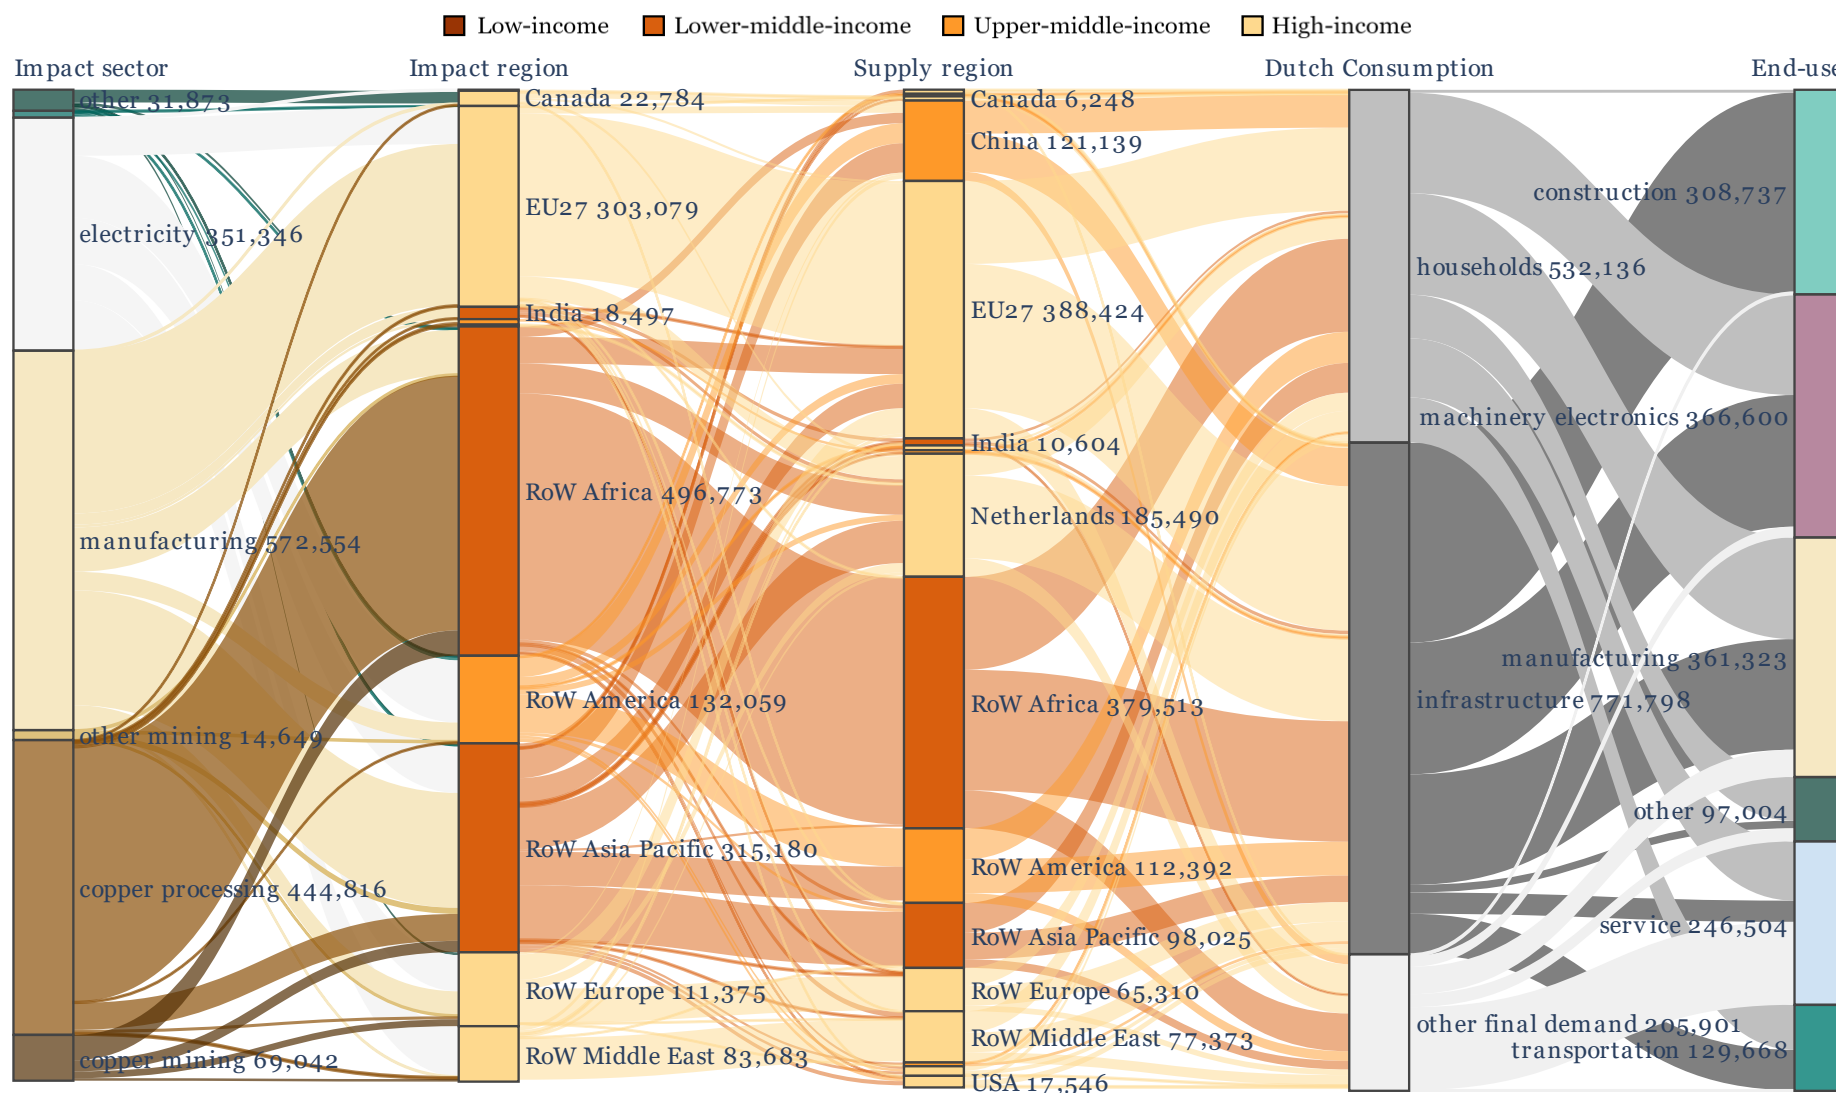 Low-income Lower-middle-income Upper-middle-income High-income
Impact sector Impact region Supply region Dutch Consumption End-use
other 31,873
electricity 351,346
manufacturing 572,554
other mining 14,649
copper processing 444,816
copper mining 69,042
Canada 22,784
EU27 303,079
India 18,497
RoW Africa 496,773
RoW America 132,059
RoW Asia Pacific 315,180
RoW Europe 111,375
RoW Middle East 83,683
Canada 6,248
China 121,139
EU27 388,424
India 10,604
Netherlands 185,490
RoW Africa 379,513
RoW America 112,392
RoW Asia Pacific 98,025
RoW Europe 65,310
RoW Middle East 77,373
USA 17,546
households 532,136
infrastructure 771,798
other final demand 205,901
construction 308,737
machinery electronics 366,600
manufacturing 361,323
other 97,004
service 246,504
transportation 129,668